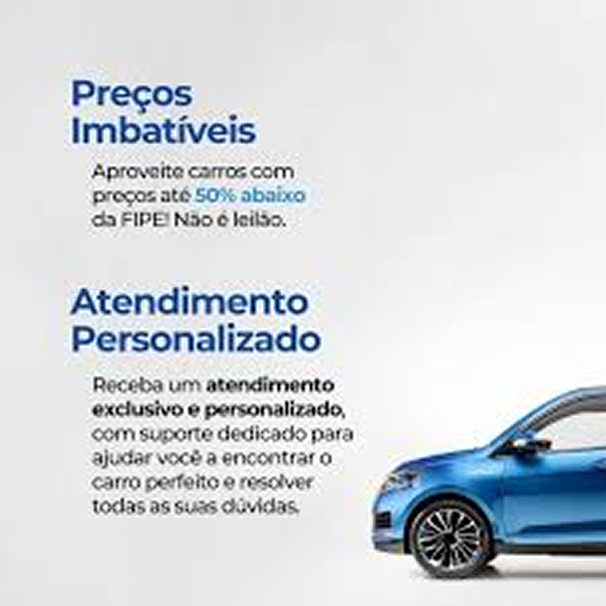 Preços
Imbatíveis
Aproveite carros com
preços até 50% abaixo
da FIPE! Não é leilão.
Atendimento
Personalizado
Receba um atendimento
exclusivo e personalizado,
com suporte dedicado para
ajudar você a encontrar o
carro perfeito e resolver
todas as suas dúvidas.